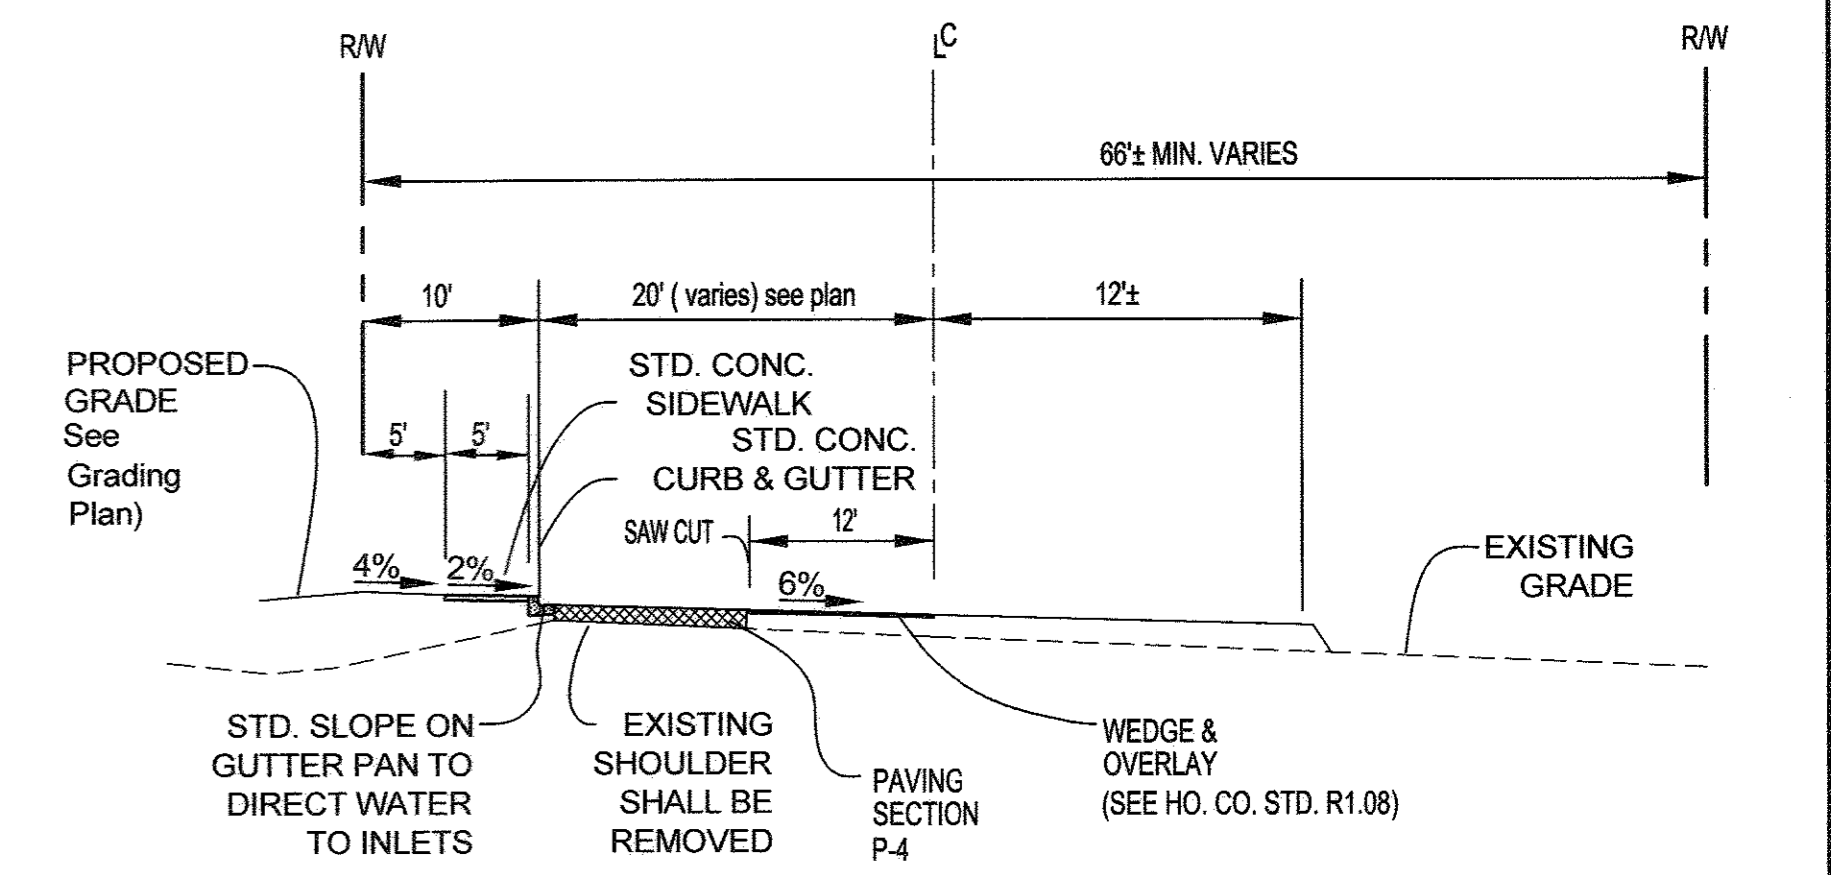 R/W
LC
R/W
66'± MIN. VARIES
10'
20' ( varies) see plan
12'±
PROPOSED
GRADE
See
Grading
Plan)
STD. CONC.
SIDEWALK
STD. CONC.
CURB & GUTTER
5'
5'
SAW CUT
12'
4%
2%
6%
EXISTING
GRADE
STD. SLOPE ON
GUTTER PAN TO
DIRECT WATER
TO INLETS
EXISTING
SHOULDER
SHALL BE
REMOVED
PAVING
SECTION
P-4
WEDGE &
OVERLAY
(SEE HO. CO. STD. R1.08)